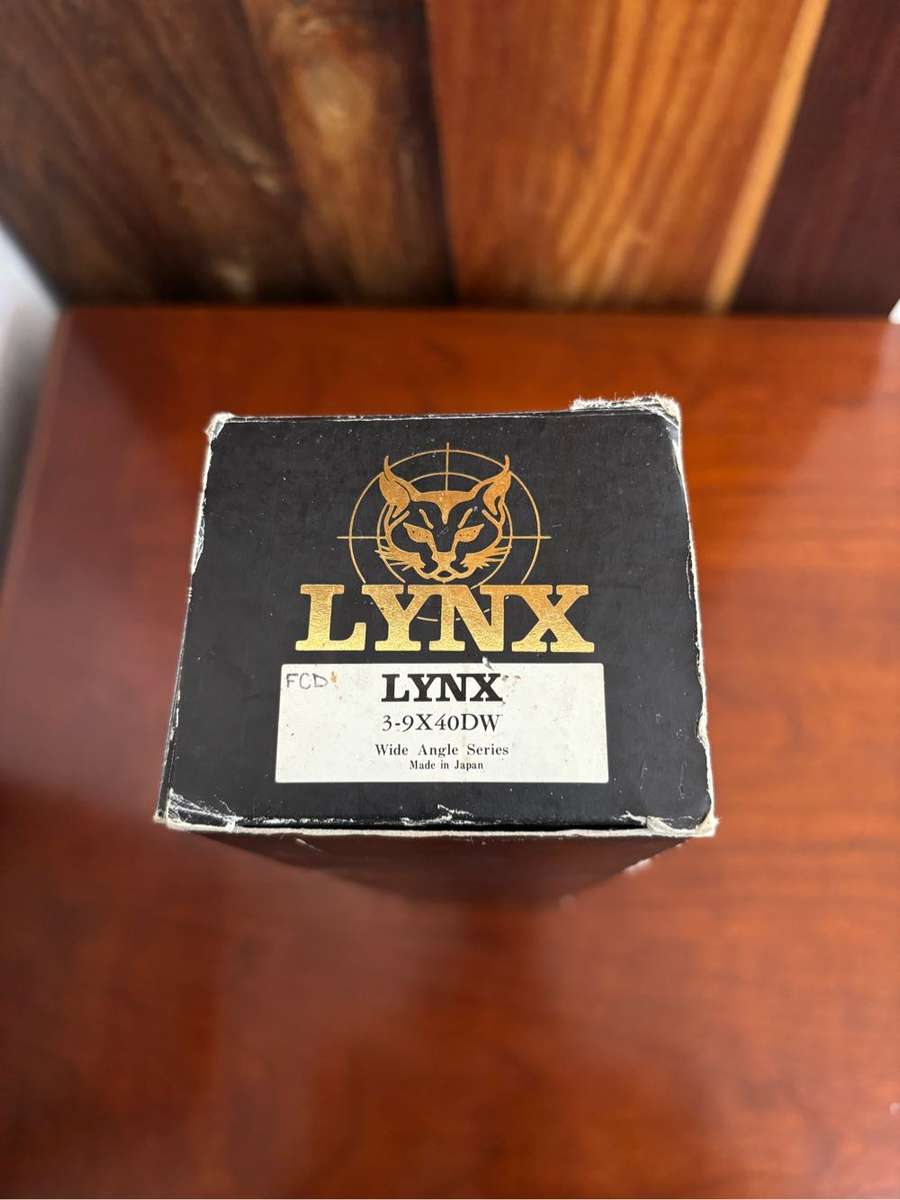 LYNX
FCD
LYNX
3-9X40DW
Wide Angle Series
Made in Japan